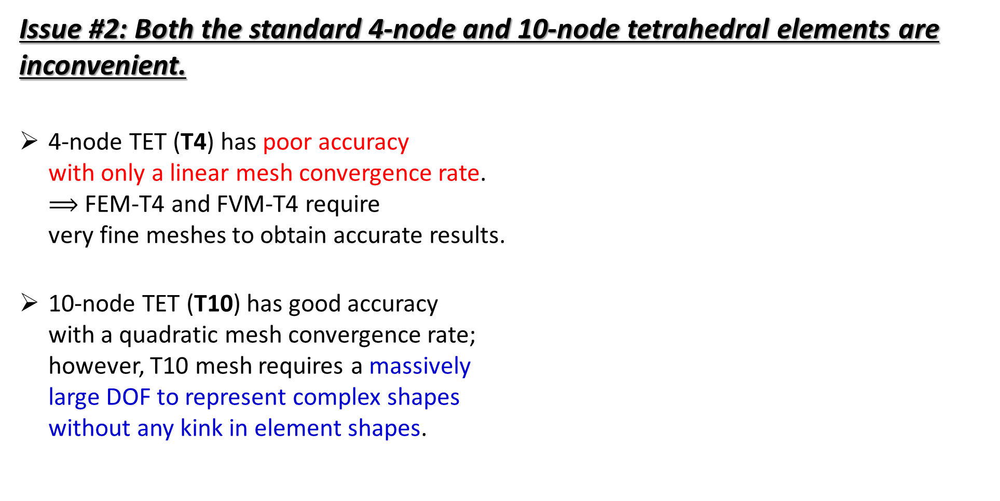 Issue #2: Both the standard 4-node and 10-node tetrahedral elements are
inconvenient.
➢ 4-node TET (T4) has poor accuracy
with only a linear mesh convergence rate.
⟹ FEM-T4 and FVM-T4 require
very fine meshes to obtain accurate results.
➢ 10-node TET (T10) has good accuracy
with a quadratic mesh convergence rate;
however, T10 mesh requires a massively
large DOF to represent complex shapes
without any kink in element shapes.